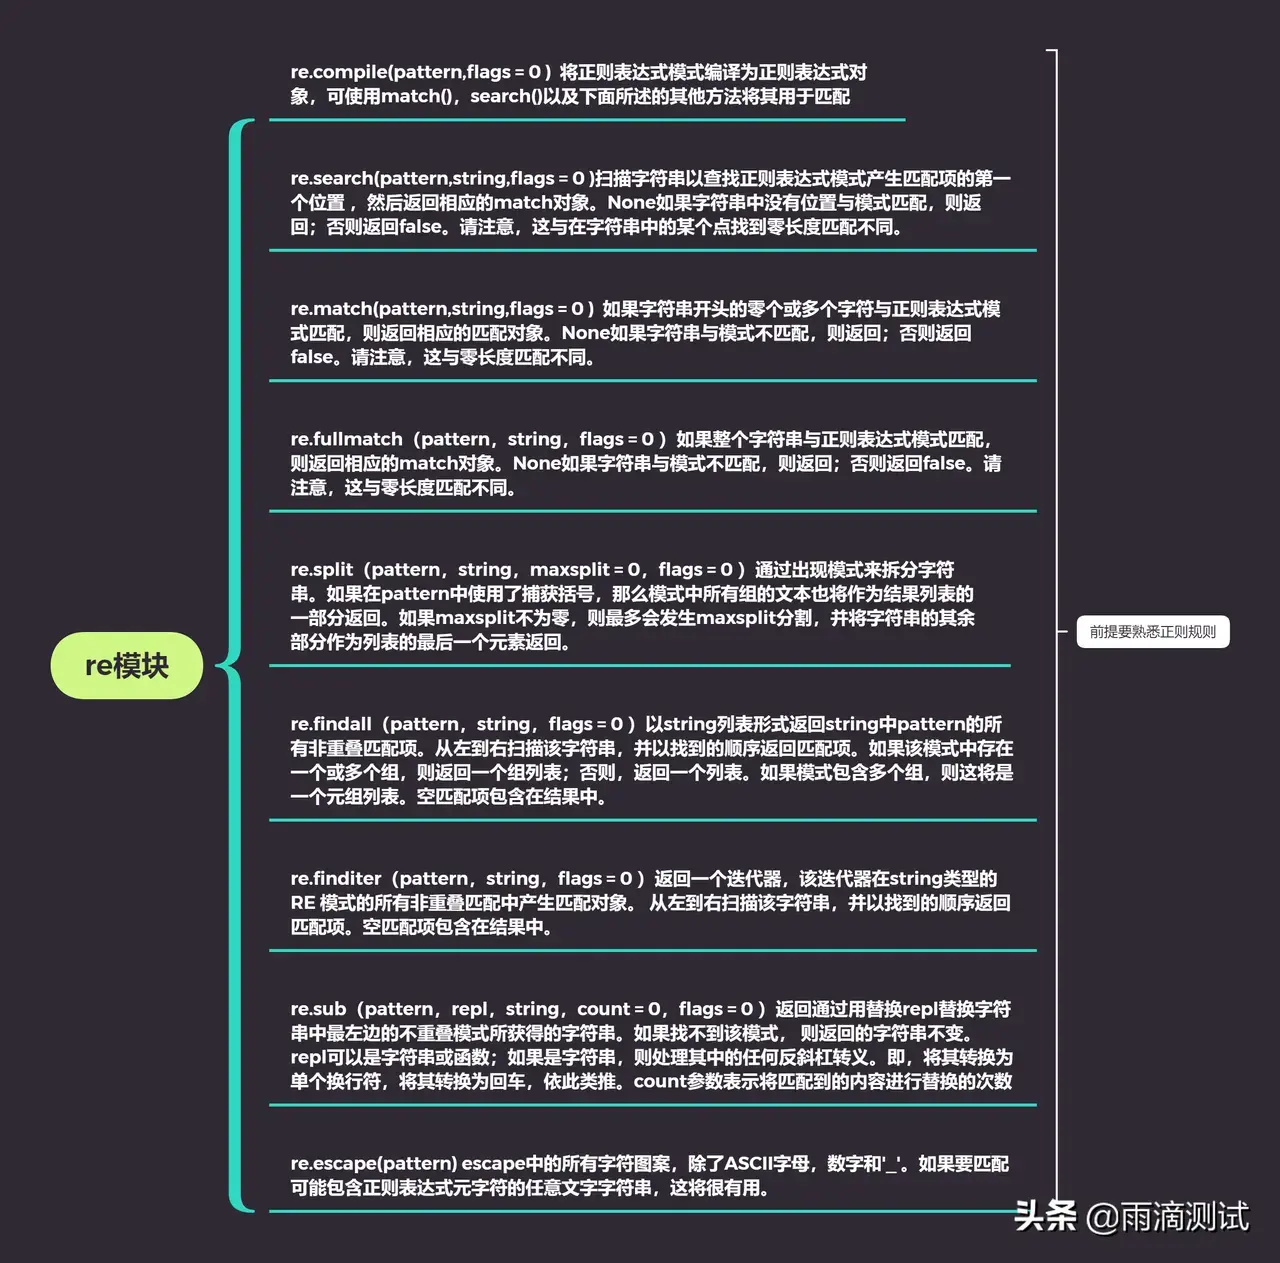 re.compile(pattern,flags = 0 ) 将正则表达式模式编译为正则表达式对
象，可使用match()，search()以及下面所述的其他方法将其用于匹配
re.search(pattern,string,flags = 0 )扫描字符串以查找正则表达式模式产生匹配项的第一
个位置 ，然后返回相应的match对象。None如果字符串中没有位置与模式匹配，则返
回；否则返回false。请注意，这与在字符串中的某个点找到零长度匹配不同。
re.match(pattern,string,flags = 0 ) 如果字符串开头的零个或多个字符与正则表达式模
式匹配，则返回相应的匹配对象。None如果字符串与模式不匹配，则返回；否则返回
false。请注意，这与零长度匹配不同。
re.fullmatch（pattern，string，flags = 0 ）如果整个字符串与正则表达式模式匹配，
则返回相应的match对象。None如果字符串与模式不匹配，则返回；否则返回false。请
注意，这与零长度匹配不同。
re.split（pattern，string，maxsplit = 0，flags = 0 ）通过出现模式来拆分字符
串。如果在pattern中使用了捕获括号，那么模式中所有组的文本也将作为结果列表的
一部分返回。如果maxsplit不为零，则最多会发生maxsplit分割，并将字符串的其余
部分作为列表的最后一个元素返回。
re模块
前提要熟悉正则规则
re.findall（pattern，string，flags = 0 ）以string列表形式返回string中pattern的所
有非重叠匹配项。从左到右扫描该字符串，并以找到的顺序返回匹配项。如果该模式中存在
一个或多个组，则返回一个组列表；否则，返回一个列表。如果模式包含多个组，则这将是
一个元组列表。空匹配项包含在结果中。
re.finditer（pattern，string，flags = 0 ）返回一个迭代器，该迭代器在string类型的
RE 模式的所有非重叠匹配中产生匹配对象。 从左到右扫描该字符串，并以找到的顺序返回
匹配项。空匹配项包含在结果中。
re.sub（pattern，repl，string，count = 0，flags = 0 ）返回通过用替换repl替换字符
串中最左边的不重叠模式所获得的字符串。如果找不到该模式， 则返回的字符串不变。
repl可以是字符串或函数；如果是字符串，则处理其中的任何反斜杠转义。即，将其转换为
单个换行符，将其转换为回车，依此类推。count参数表示将匹配到的内容进行替换的次数
re.escape(pattern) escape中的所有字符图案，除了ASCII字母，数字和'_'。如果要匹配
可能包含正则表达式元字符的任意文字字符串，这将很有用。
头条 @雨滴测试